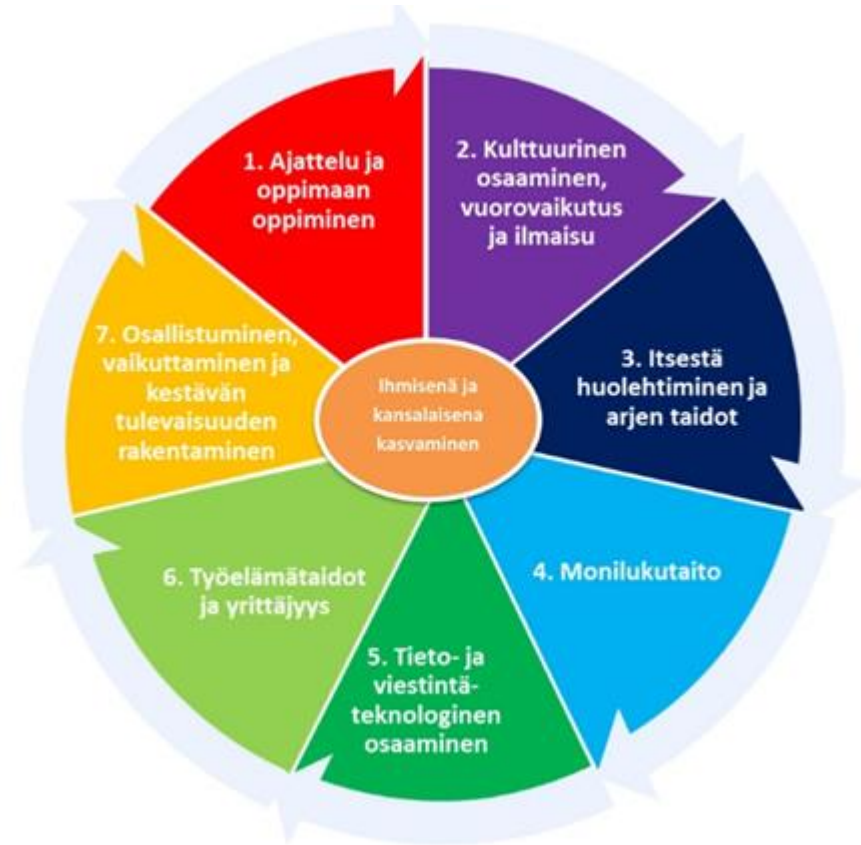 1. Ajattelu ja
oppimaan
oppiminen
2. Kulttuurinen
osaaminen,
vuorovaikutus
ja ilmaisu
3. Itsestä
huolehtiminen ja
arjen taidot
4. Monilukutaito
5. Tieto- ja
viestintä-
teknologinen
osaaminen
6. Työelämätaidot
ja yrittäjyys
7. Osallistuminen,
vaikuttaminen ja
kestävän
tulevaisuuden
rakentaminen
Ihmisenä ja
kansalaisena
kasvaminen